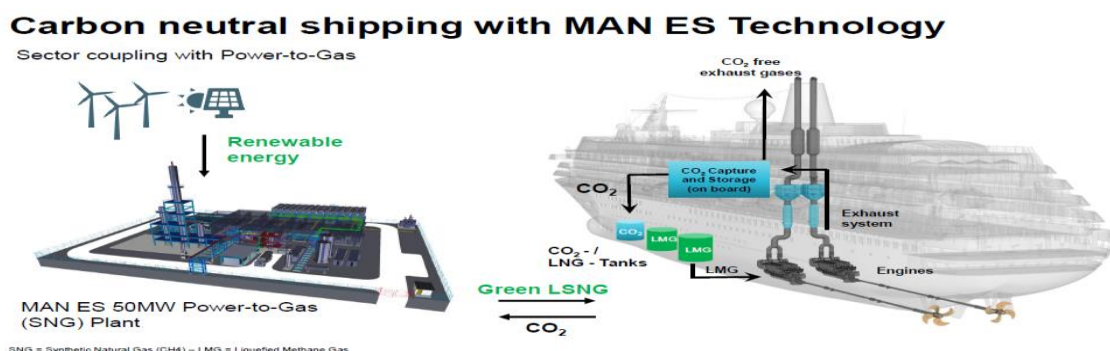 Carbon neutral shipping with MAN ES Technology
Sector coupling with Power-to-Gas
Renewable
energy
MAN ES 50MW Power-to-Gas
(SNG) Plant
SNG = Synthetic Natural Gas (CH4) – LMG = Liquefied Methane Gas
Green LSNG
CO₂
CO₂ free
exhaust gases
CO₂ Capture
and Storage
(on board)
CO₂
CO₂
LMG
LMG
CO₂ - /
LNG - Tanks
LMG
Exhaust
system
Engines